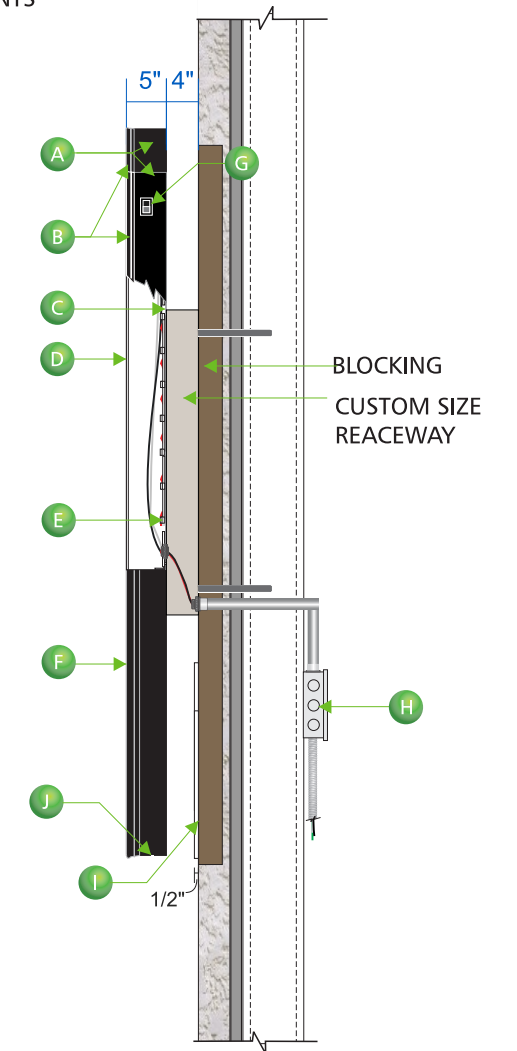 NTS
5" 4"
A
G
B
C
D
BLOCKING
CUSTOM SIZE
REACEWAY
E
F
H
J
I
1/2"